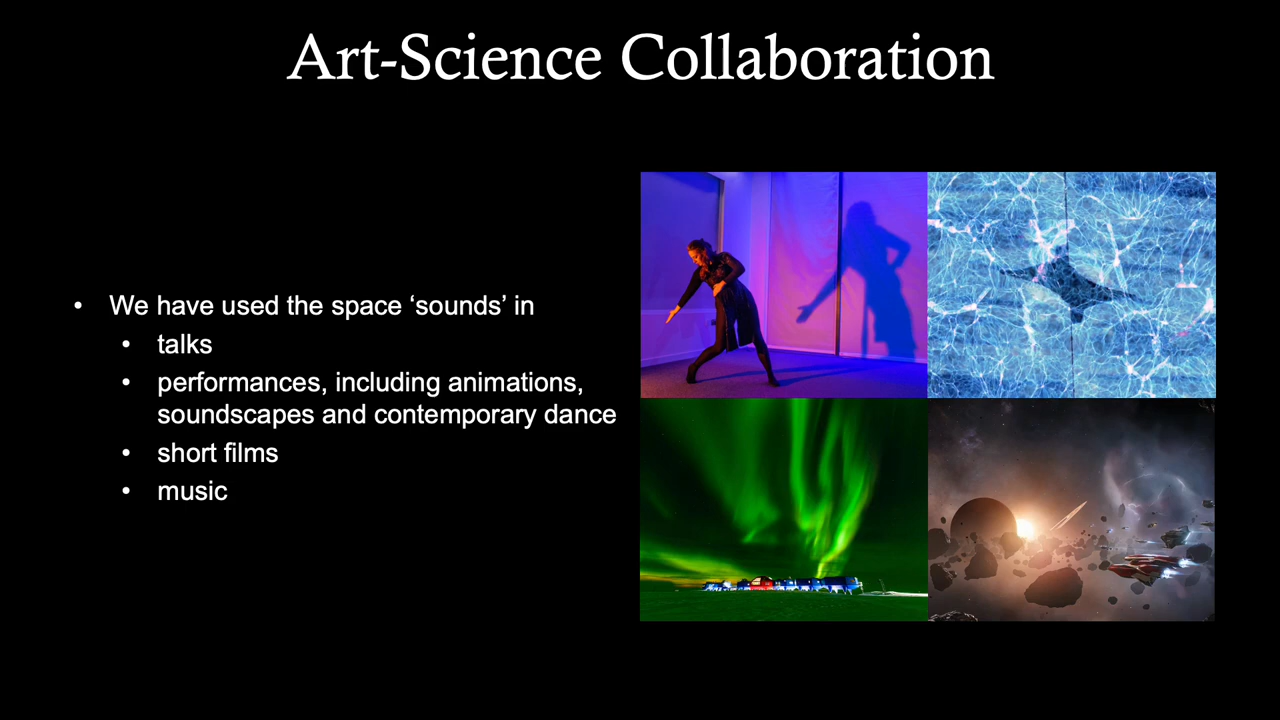 Art-Science Collaboration
• We have used the space ‘sounds’ in
• talks
• performances, including animations,
soundscapes and contemporary dance
• short films
• music